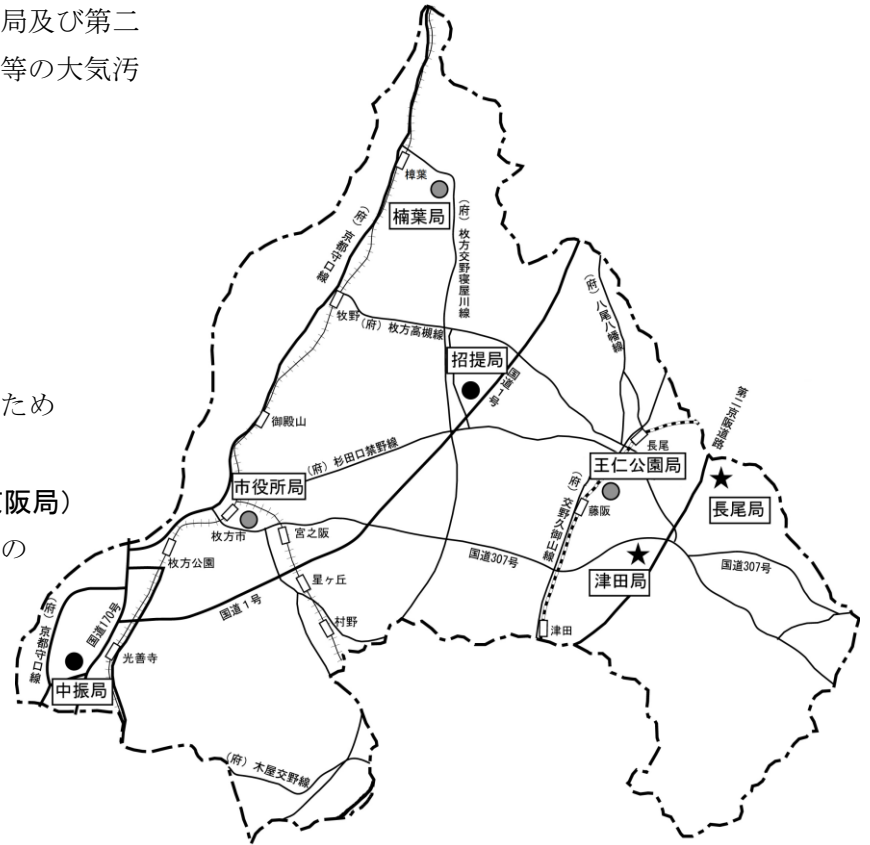 局及び第二
等の大気汚
ため
阪局）
の
樟葉
楠葉局
（府）京都守口線
（府）枚方交野寝屋川線
牧野
（府）枚方高槻線
（府）八尾八幡線
招提局
国道1号
御殿山
（府）杉田口禁野線
第二京阪道路
長尾
王仁公園局
市役所局
長尾局
（府）交野久御山線
藤阪
枚方市
宮之阪
枚方公園
国道307号
津田局
国道307号
星ヶ丘
国道1号
村野
津田
（府）京都守口線
国道170号
光善寺
中振局
（府）木屋交野線